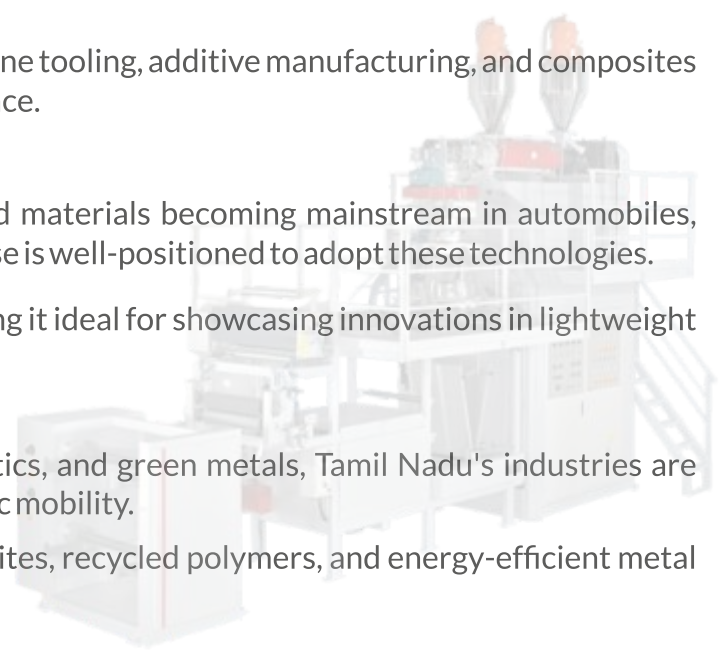 ne tooling, additive manufacturing, and composites
ce.
d materials becoming mainstream in automobiles,
se is well-positioned to adopt these technologies.
ng it ideal for showcasing innovations in lightweight
tics, and green metals, Tamil Nadu's industries are
c mobility.
ites, recycled polymers, and energy-efficient metal